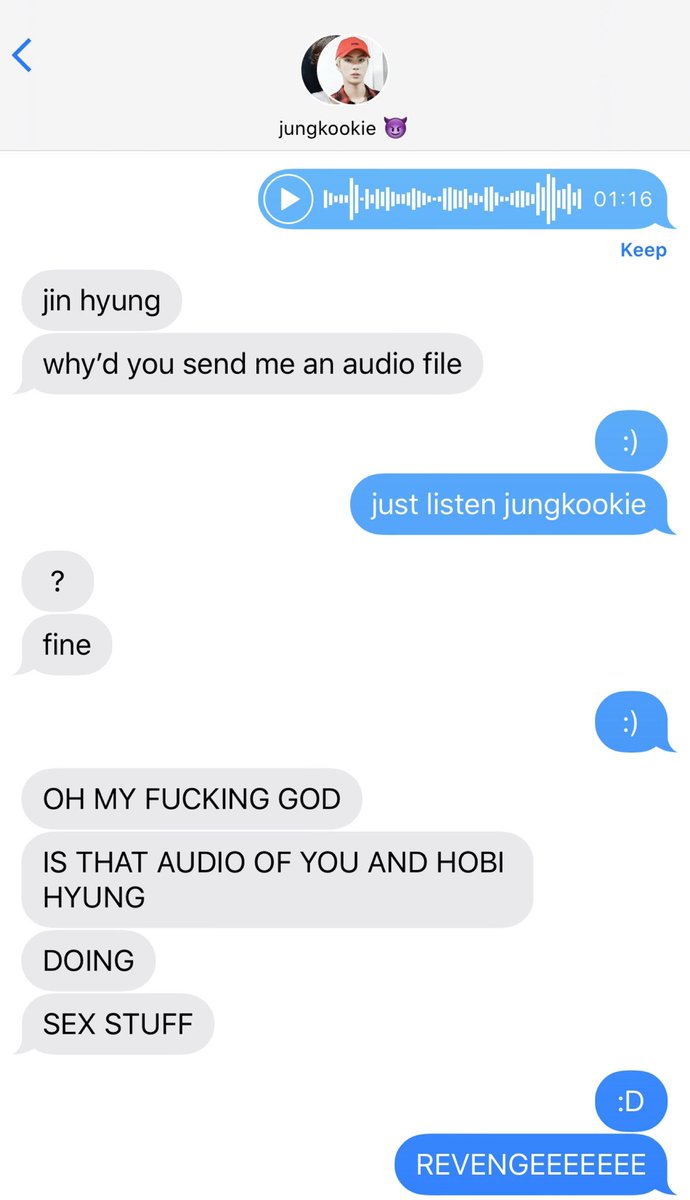 jungkookie 😈
01:16
Keep
jin hyung
why’d you send me an audio file
:)
just listen jungkookie
?
fine
:)
OH MY FUCKING GOD
IS THAT AUDIO OF YOU AND HOBI
HYUNG
DOING
SEX STUFF
:D
REVENGEEEEEEE